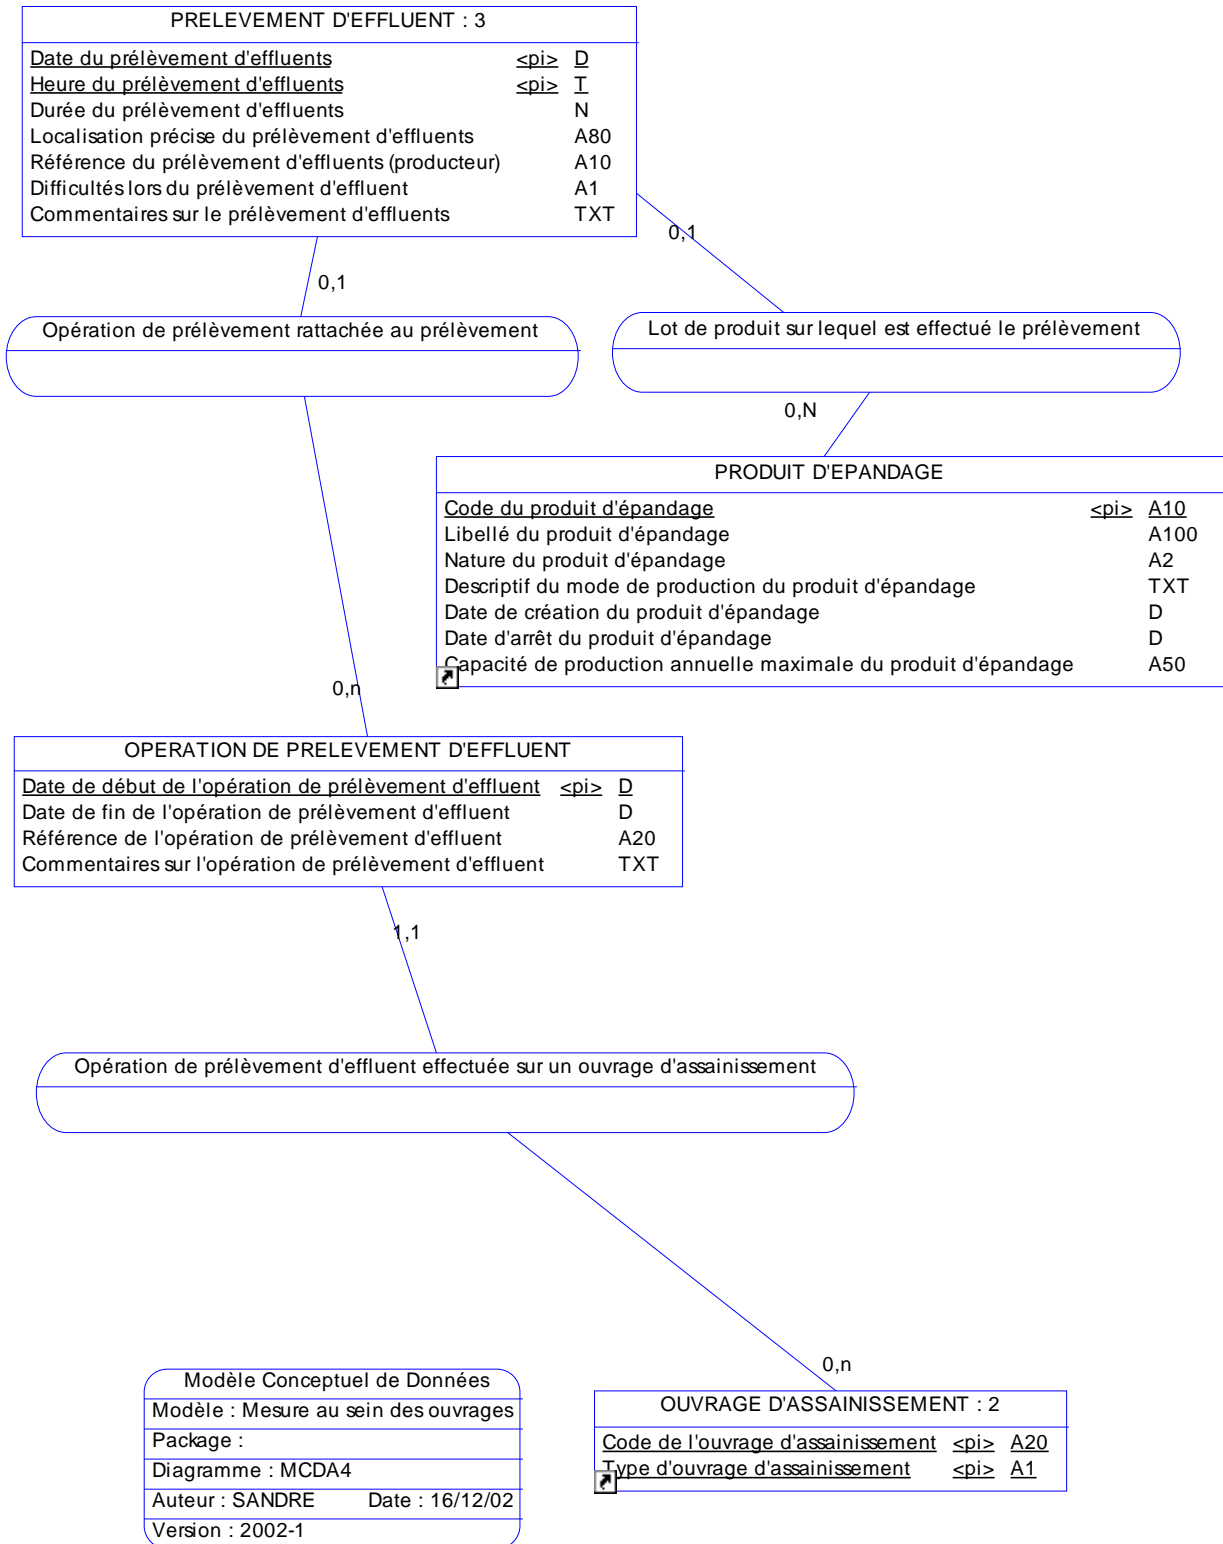 PRELEVEMENT D'EFFLUENT : 3
Date du prélèvement d'effluents <pi> D
Heure du prélèvement d'effluents <pi> T
Durée du prélèvement d'effluents N
Localisation précise du prélèvement d'effluents A80
Référence du prélèvement d'effluents (producteur) A10
Difficultés lors du prélèvement d'effluent A1
Commentaires sur le prélèvement d'effluents TXT
0,1
0,1
Opération de prélèvement rattachée au prélèvement
Lot de produit sur lequel est effectué le prélèvement
0,N
PRODUIT D'EPANDAGE
Code du produit d'épandage <pi> A10
Libellé du produit d'épandage A100
Nature du produit d'épandage A2
Descriptif du mode de production du produit d'épandage TXT
Date de création du produit d'épandage D
Date d'arrêt du produit d'épandage D
Capacité de production annuelle maximale du produit d'épandage A50
0,n
OPERATION DE PRELEVEMENT D'EFFLUENT
Date de début de l'opération de prélèvement d'effluent <pi> D
Date de fin de l'opération de prélèvement d'effluent D
Référence de l'opération de prélèvement d'effluent A20
Commentaires sur l'opération de prélèvement d'effluent TXT
1,1
Opération de prélèvement d'effluent effectuée sur un ouvrage d'assainissement
0,n
Modèle Conceptuel de Données
Modèle : Mesure au sein des ouvrages
Package :
Diagramme : MCDA4
Auteur : SANDRE Date : 16/12/02
Version : 2002-1
OUVRAGE D'ASSAINISSEMENT : 2
Code de l'ouvrage d'assainissement <pi> A20
Type d'ouvrage d'assainissement <pi> A1